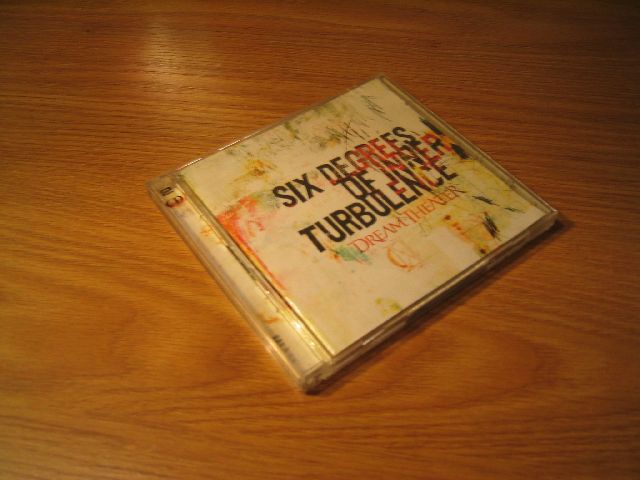 SIX DEGREES
OF INNER
TURBULENCE
DREAM THEATER